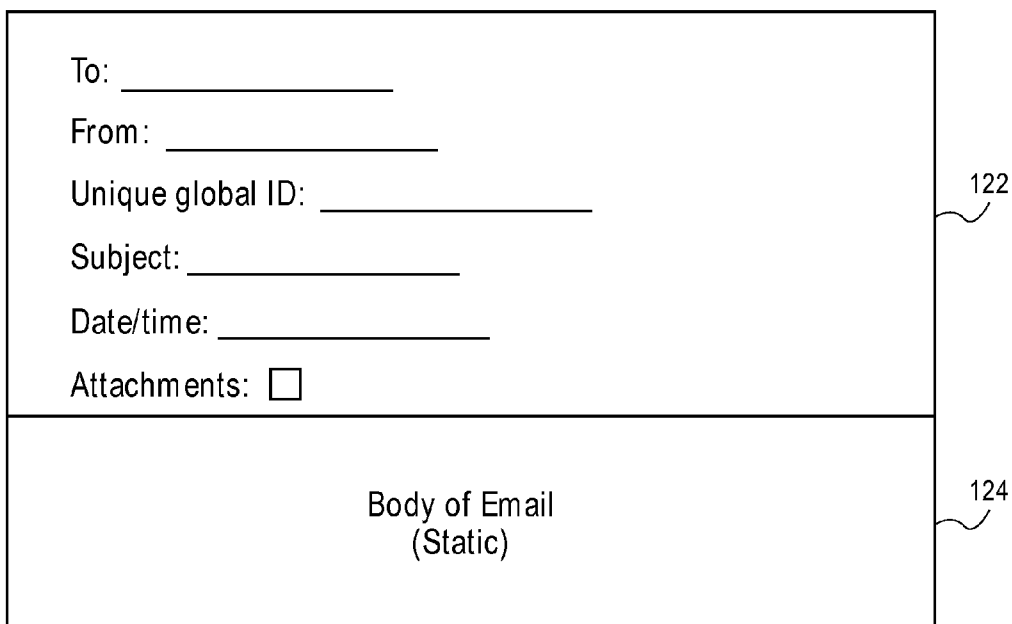 To:
From:
Unique global ID:
122
Subject:
Date/time:
Attachments:
Body of Email
124
(Static)